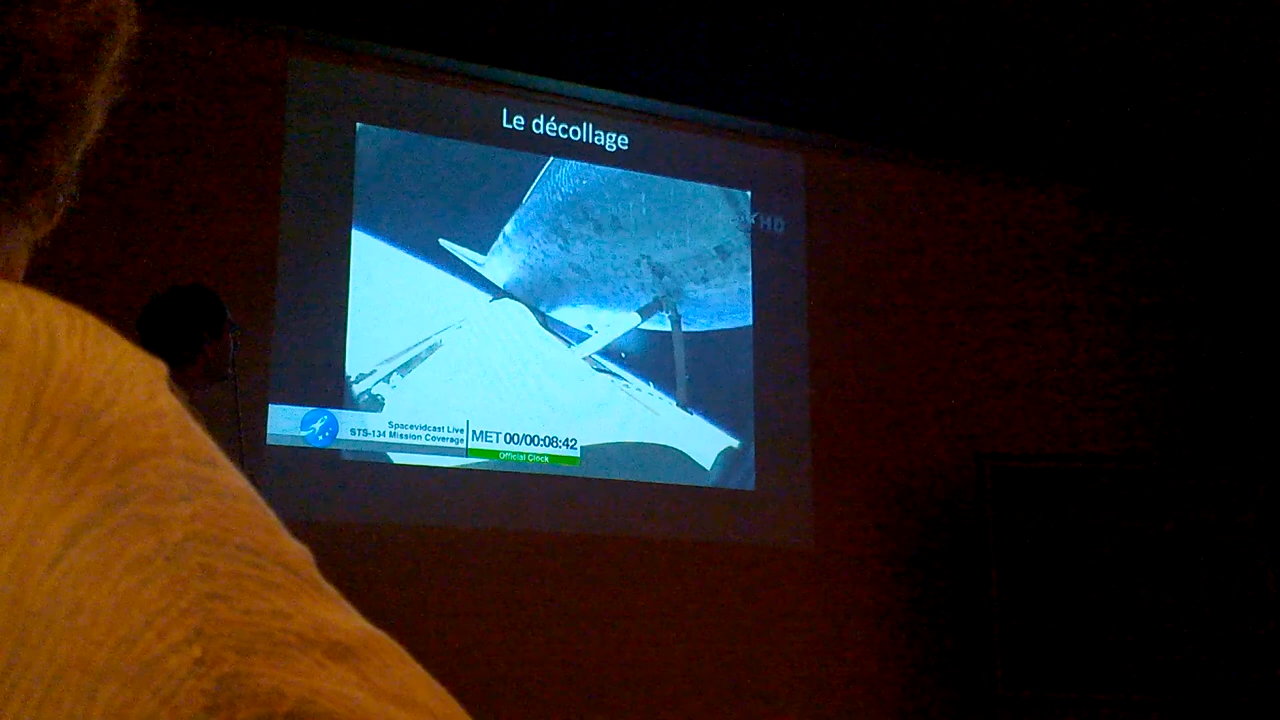 Le décollage
HD
Spacevidcast Live
STS-134 Mission Coverage
MET 00/00:08:42
Official Clock